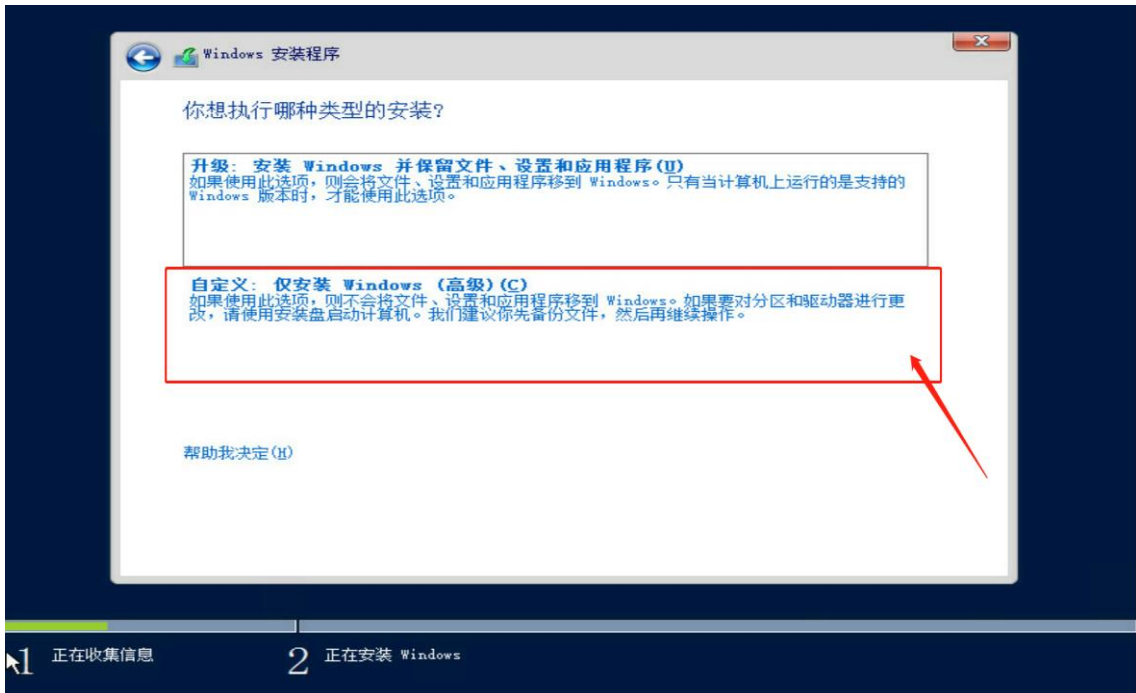 Windows 安装程序
你想执行哪种类型的安装?
升级: 安装 Windows 并保留文件、设置和应用程序(U)
如果使用此选项，则会将文件、设置和应用程序移到 Windows。只有当计算机上运行的是支持的
Windows 版本时，才能使用此选项。
自定义: 仅安装 Windows (高级)(C)
如果使用此选项，则不会将文件、设置和应用程序移到 Windows。如果要对分区和驱动器进行更
改，请使用安装盘启动计算机。我们建议你先备份文件，然后再继续操作。
帮助我决定(H)
1 正在收集信息
2 正在安装 Windows